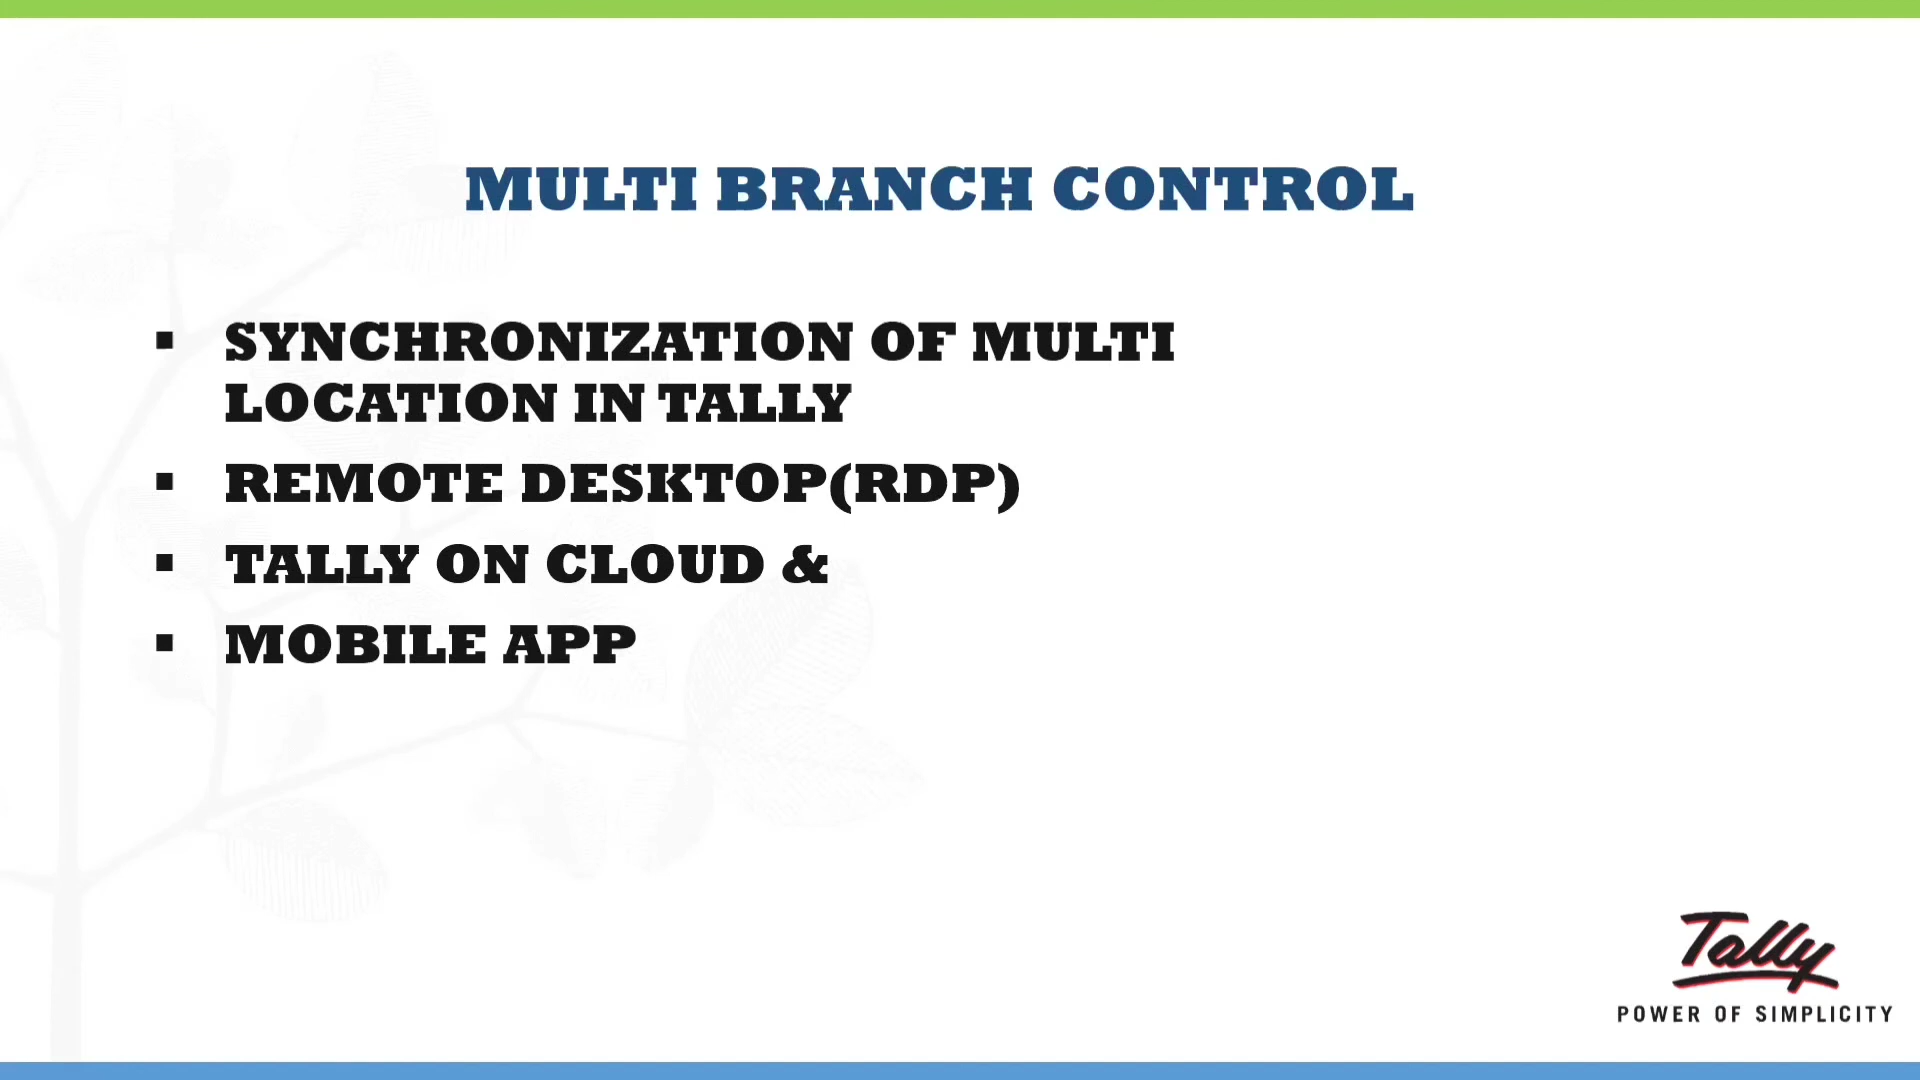 MULTI BRANCH CONTROL
▪ SYNCHRONIZATION OF MULTI
LOCATION IN TALLY
▪ REMOTE DESKTOP(RDP)
▪ TALLY ON CLOUD &
▪ MOBILE APP
Tally
POWER OF SIMPLICITY